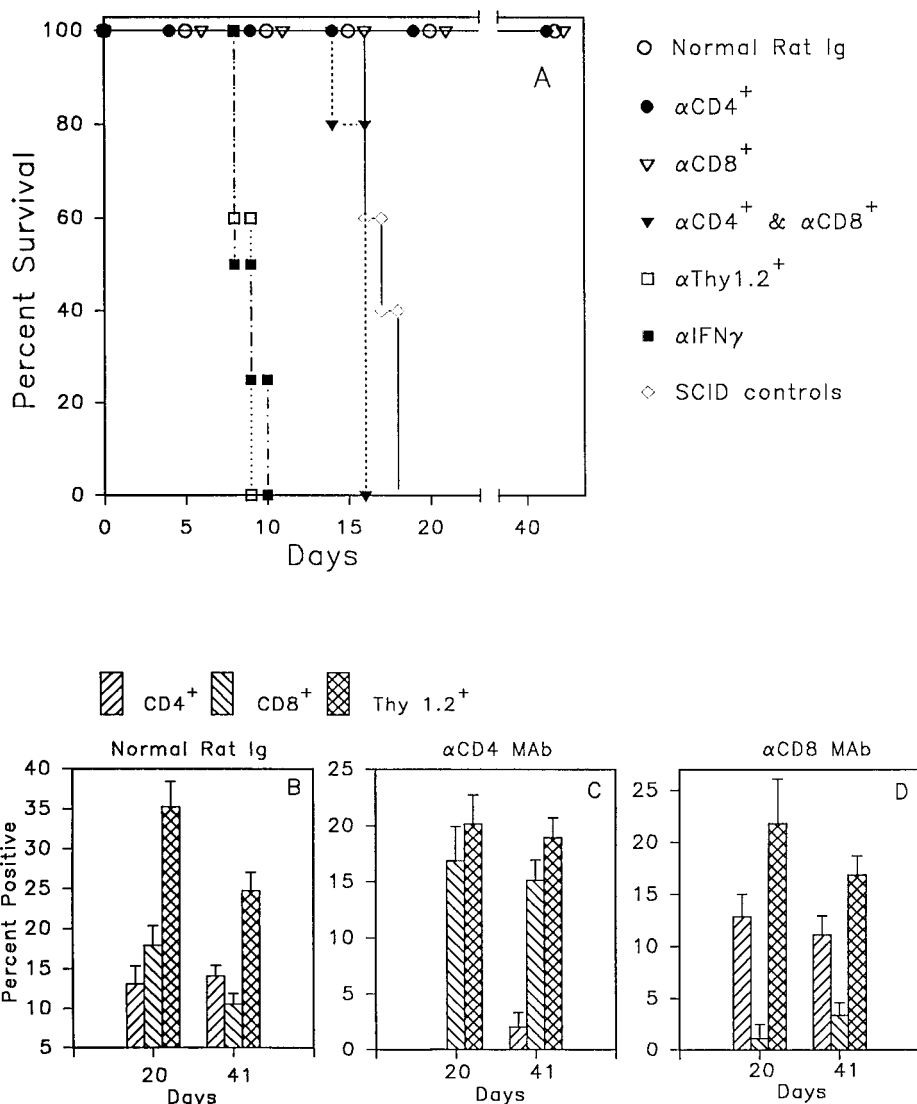 A
Percent Survival
100
80
60
40
20
0
0 5 10 15 20 40
Days
Normal Rat Ig
αCD4+
αCD8+
αCD4+ & αCD8+
αThy1.2+
αIFNγ
SCID controls
CD4+ CD8+ Thy 1.2+
Normal Rat Ig
B
Percent Positive
40
35
30
25
20
15
10
5
20 41
Days
αCD4 MAb
C
25
20
15
10
5
0
20 41
Days
αCD8 MAb
D
25
20
15
10
5
0
20 41
Days